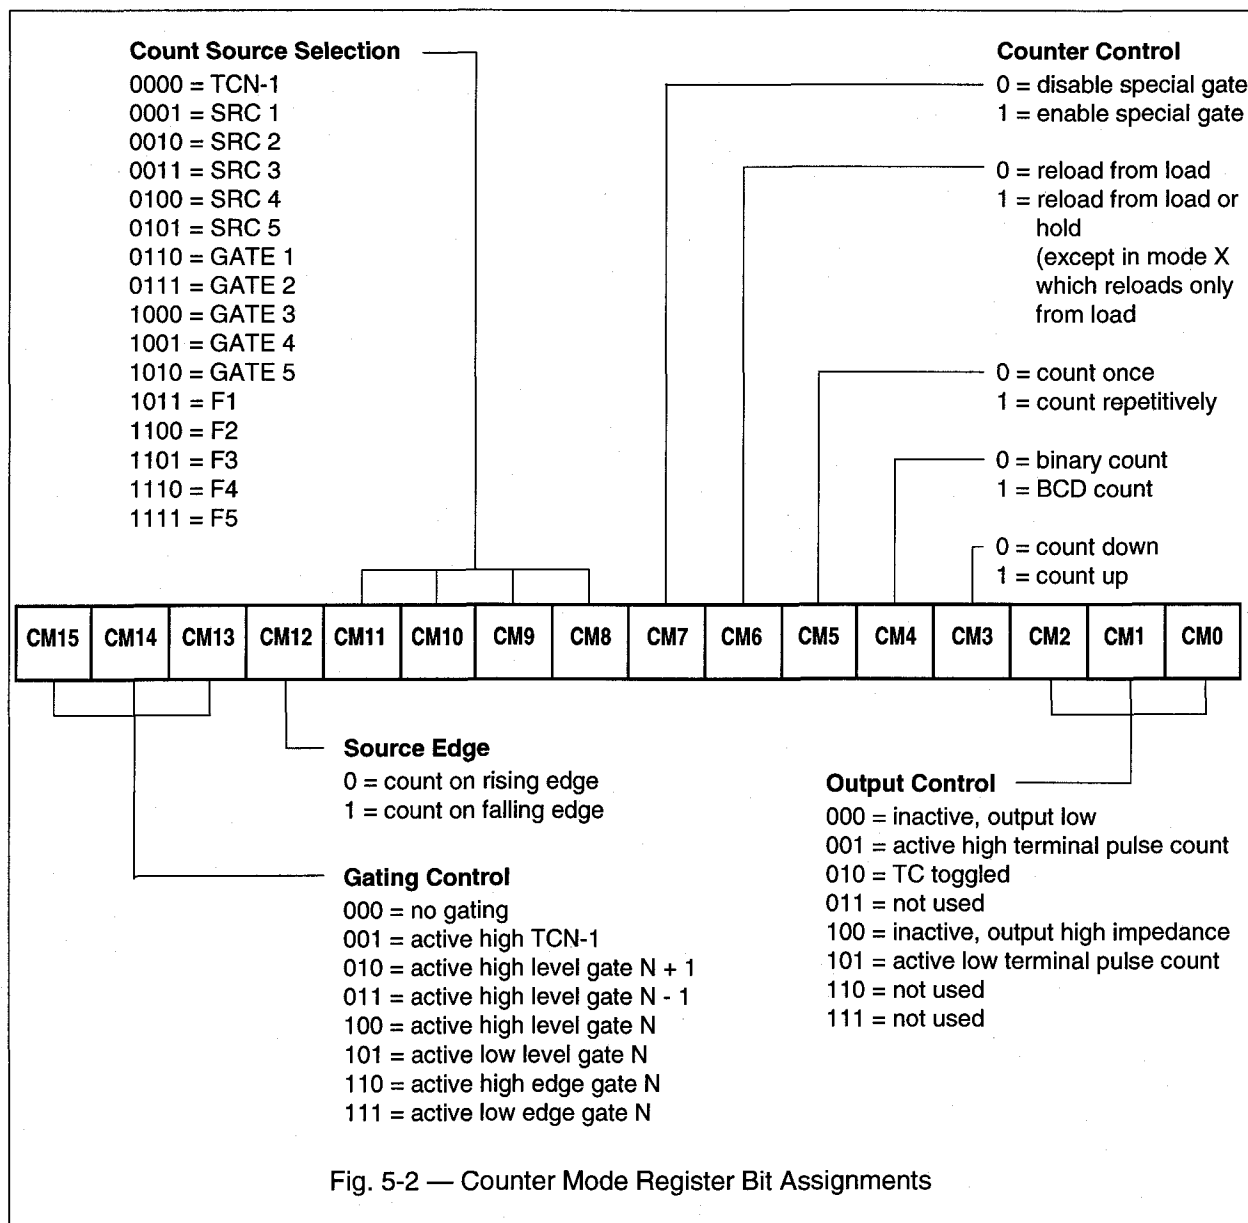 Count Source Selection
0000 = TCN-1
0001 = SRC 1
0010 = SRC 2
0011 = SRC 3
0100 = SRC 4
0101 = SRC 5
0110 = GATE 1
0111 = GATE 2
1000 = GATE 3
1001 = GATE 4
1010 = GATE 5
1011 = F1
1100 = F2
1101 = F3
1110 = F4
1111 = F5
Counter Control
0 = disable special gate
1 = enable special gate
0 = reload from load
1 = reload from load or
hold
(except in mode X
which reloads only
from load
0 = count once
1 = count repetitively
0 = binary count
1 = BCD count
0 = count down
1 = count up
CM15 CM14 CM13 CM12 CM11 CM10 CM9 CM8 CM7 CM6 CM5 CM4 CM3 CM2 CM1 CM0
Source Edge
0 = count on rising edge
1 = count on falling edge
Gating Control
000 = no gating
001 = active high TCN-1
010 = active high level gate N + 1
011 = active high level gate N - 1
100 = active high level gate N
101 = active low level gate N
110 = active high edge gate N
111 = active low edge gate N
Output Control
000 = inactive, output low
001 = active high terminal pulse count
010 = TC toggled
011 = not used
100 = inactive, output high impedance
101 = active low terminal pulse count
110 = not used
111 = not used
Fig. 5-2 — Counter Mode Register Bit Assignments